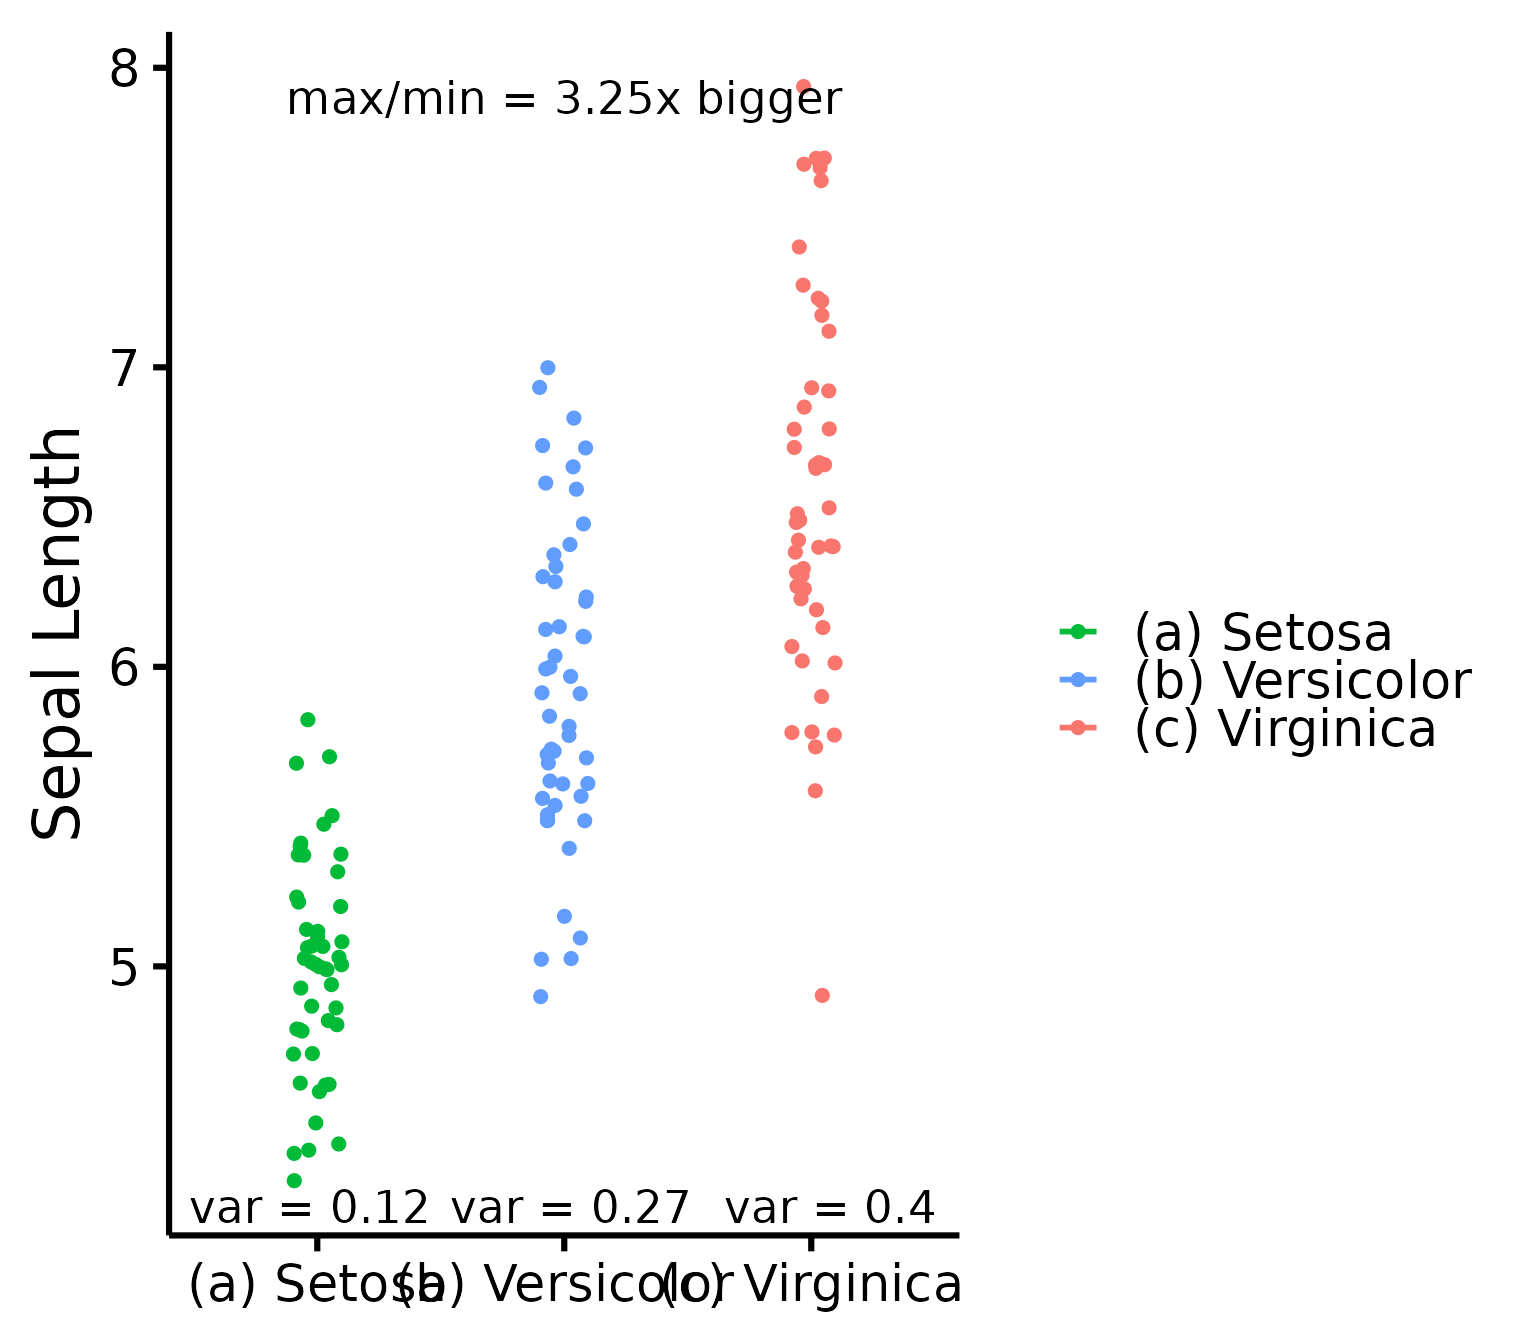 8
max/min = 3.25x bigger
7
6
5
Sepal Length
(a) Setosa
(b) Versicolor
(c) Virginica
var = 0.12 var = 0.27 var = 0.4
(a) Setosa (b) Versicolor (c) Virginica